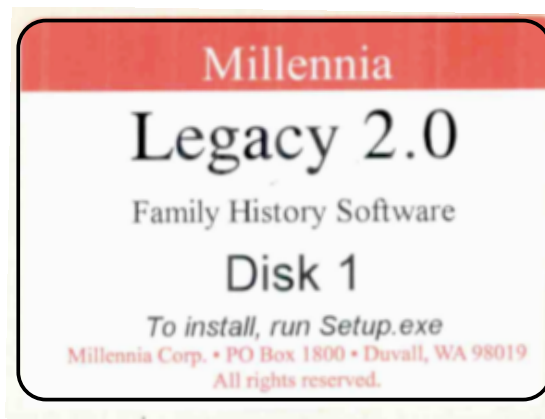 Millennia
Legacy 2.0
Family History Software
Disk 1
To install, run Setup.exe
Millennia Corp. • PO Box 1800 • Duvall, WA 98019
All rights reserved.